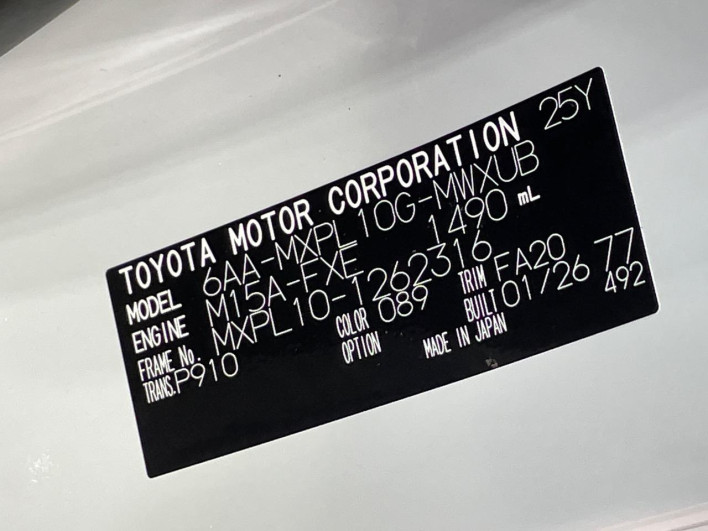 TOYOTA MOTOR CORPORATION 25Y
MODEL 6AA-MXPL10G-MWXUB
ENGINE M15A-FXE 1490 mL
FRAME No. MXPL10-1262316
COLOR 089 TRIM FA20 77
TRANS. P910 OPTION BUILT 01/26 492
MADE IN JAPAN